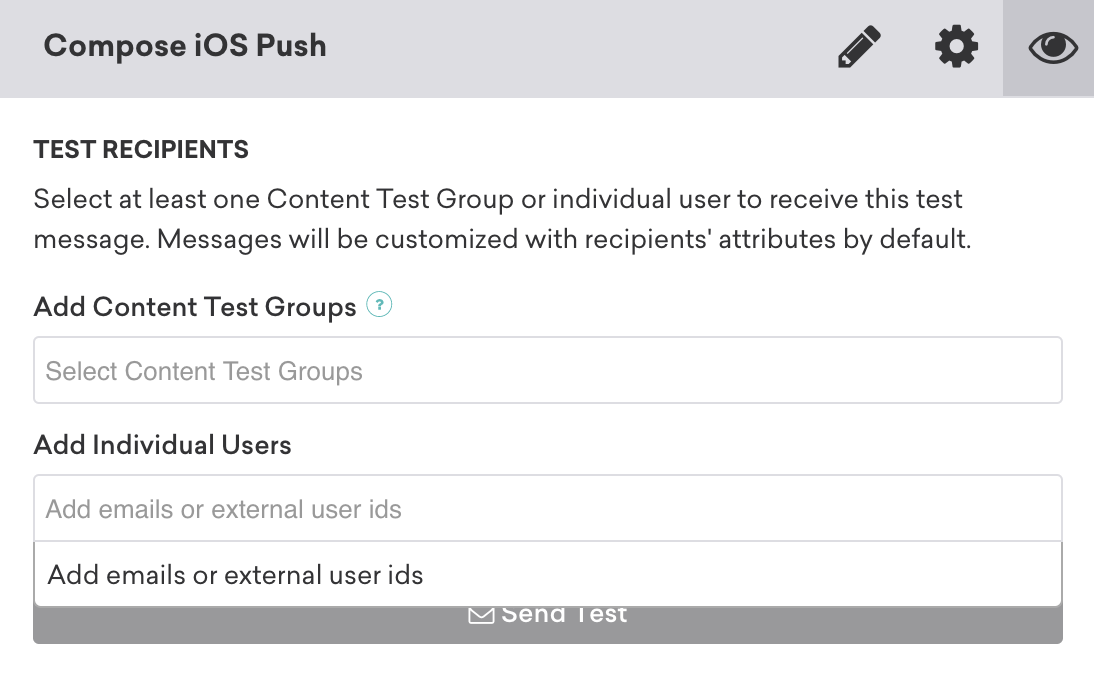 Compose iOS Push
TEST RECIPIENTS
Select at least one Content Test Group or individual user to receive this test
message. Messages will be customized with recipients' attributes by default.
Add Content Test Groups ?
Select Content Test Groups
Add Individual Users
Add emails or external user ids
Add emails or external user ids
Send Test